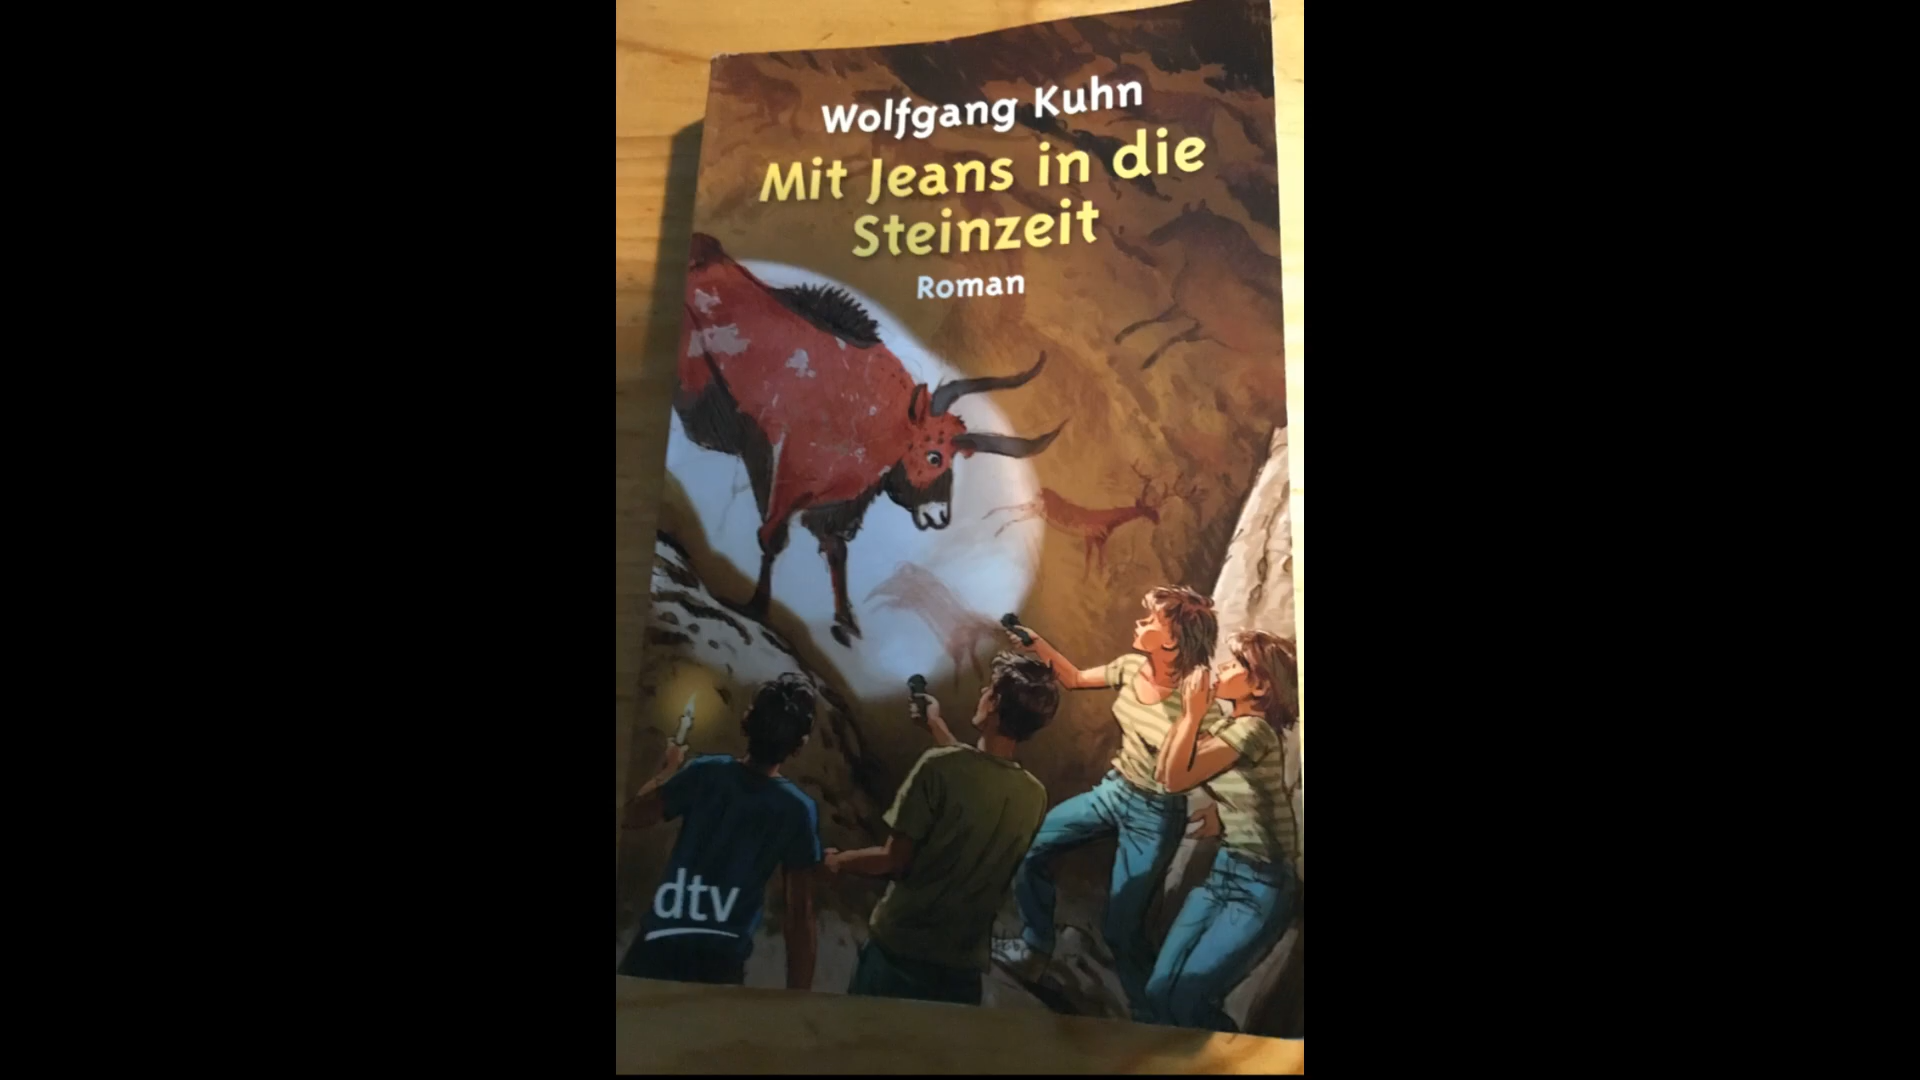 Wolfgang Kuhn
Mit Jeans in die
Steinzeit
Roman
dtv